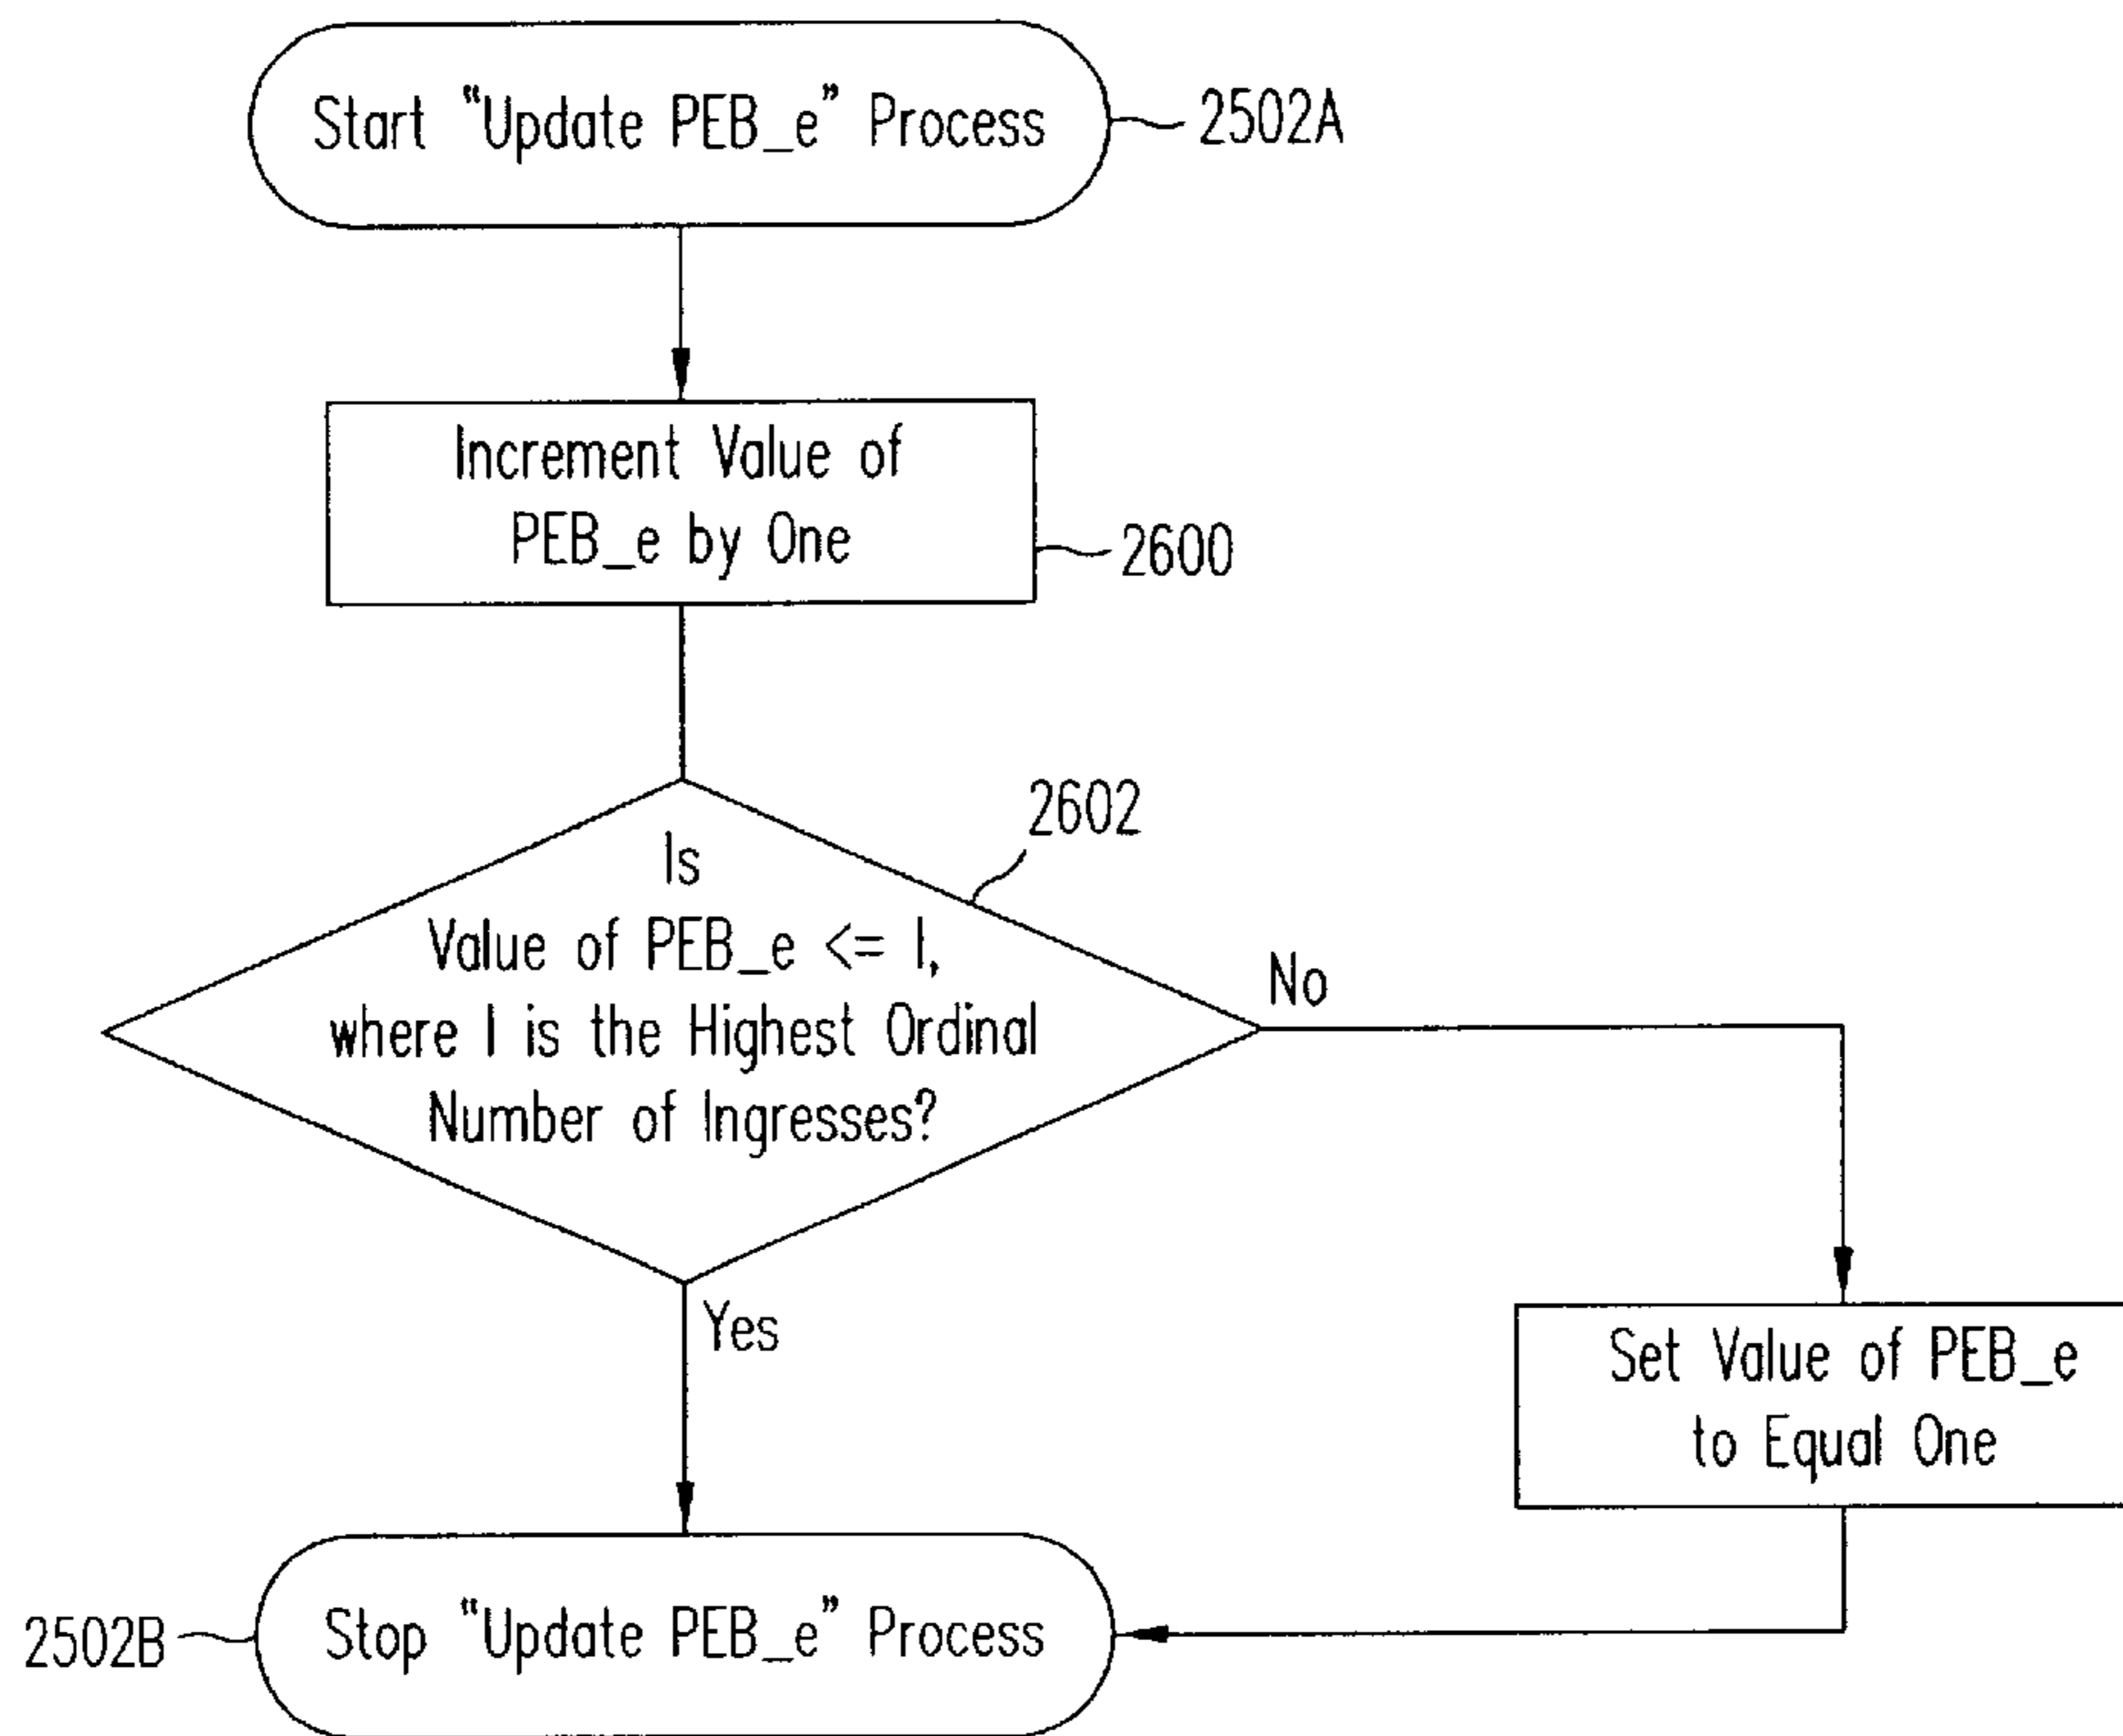 Start "Update PEB_e" Process
2502A
Increment Value of
PEB_e by One
2600
2602
Is
Value of PEB_e <= I,
where I is the Highest Ordinal
Number of Ingresses?
No
Yes
Set Value of PEB_e
to Equal One
2502B
Stop "Update PEB_e" Process